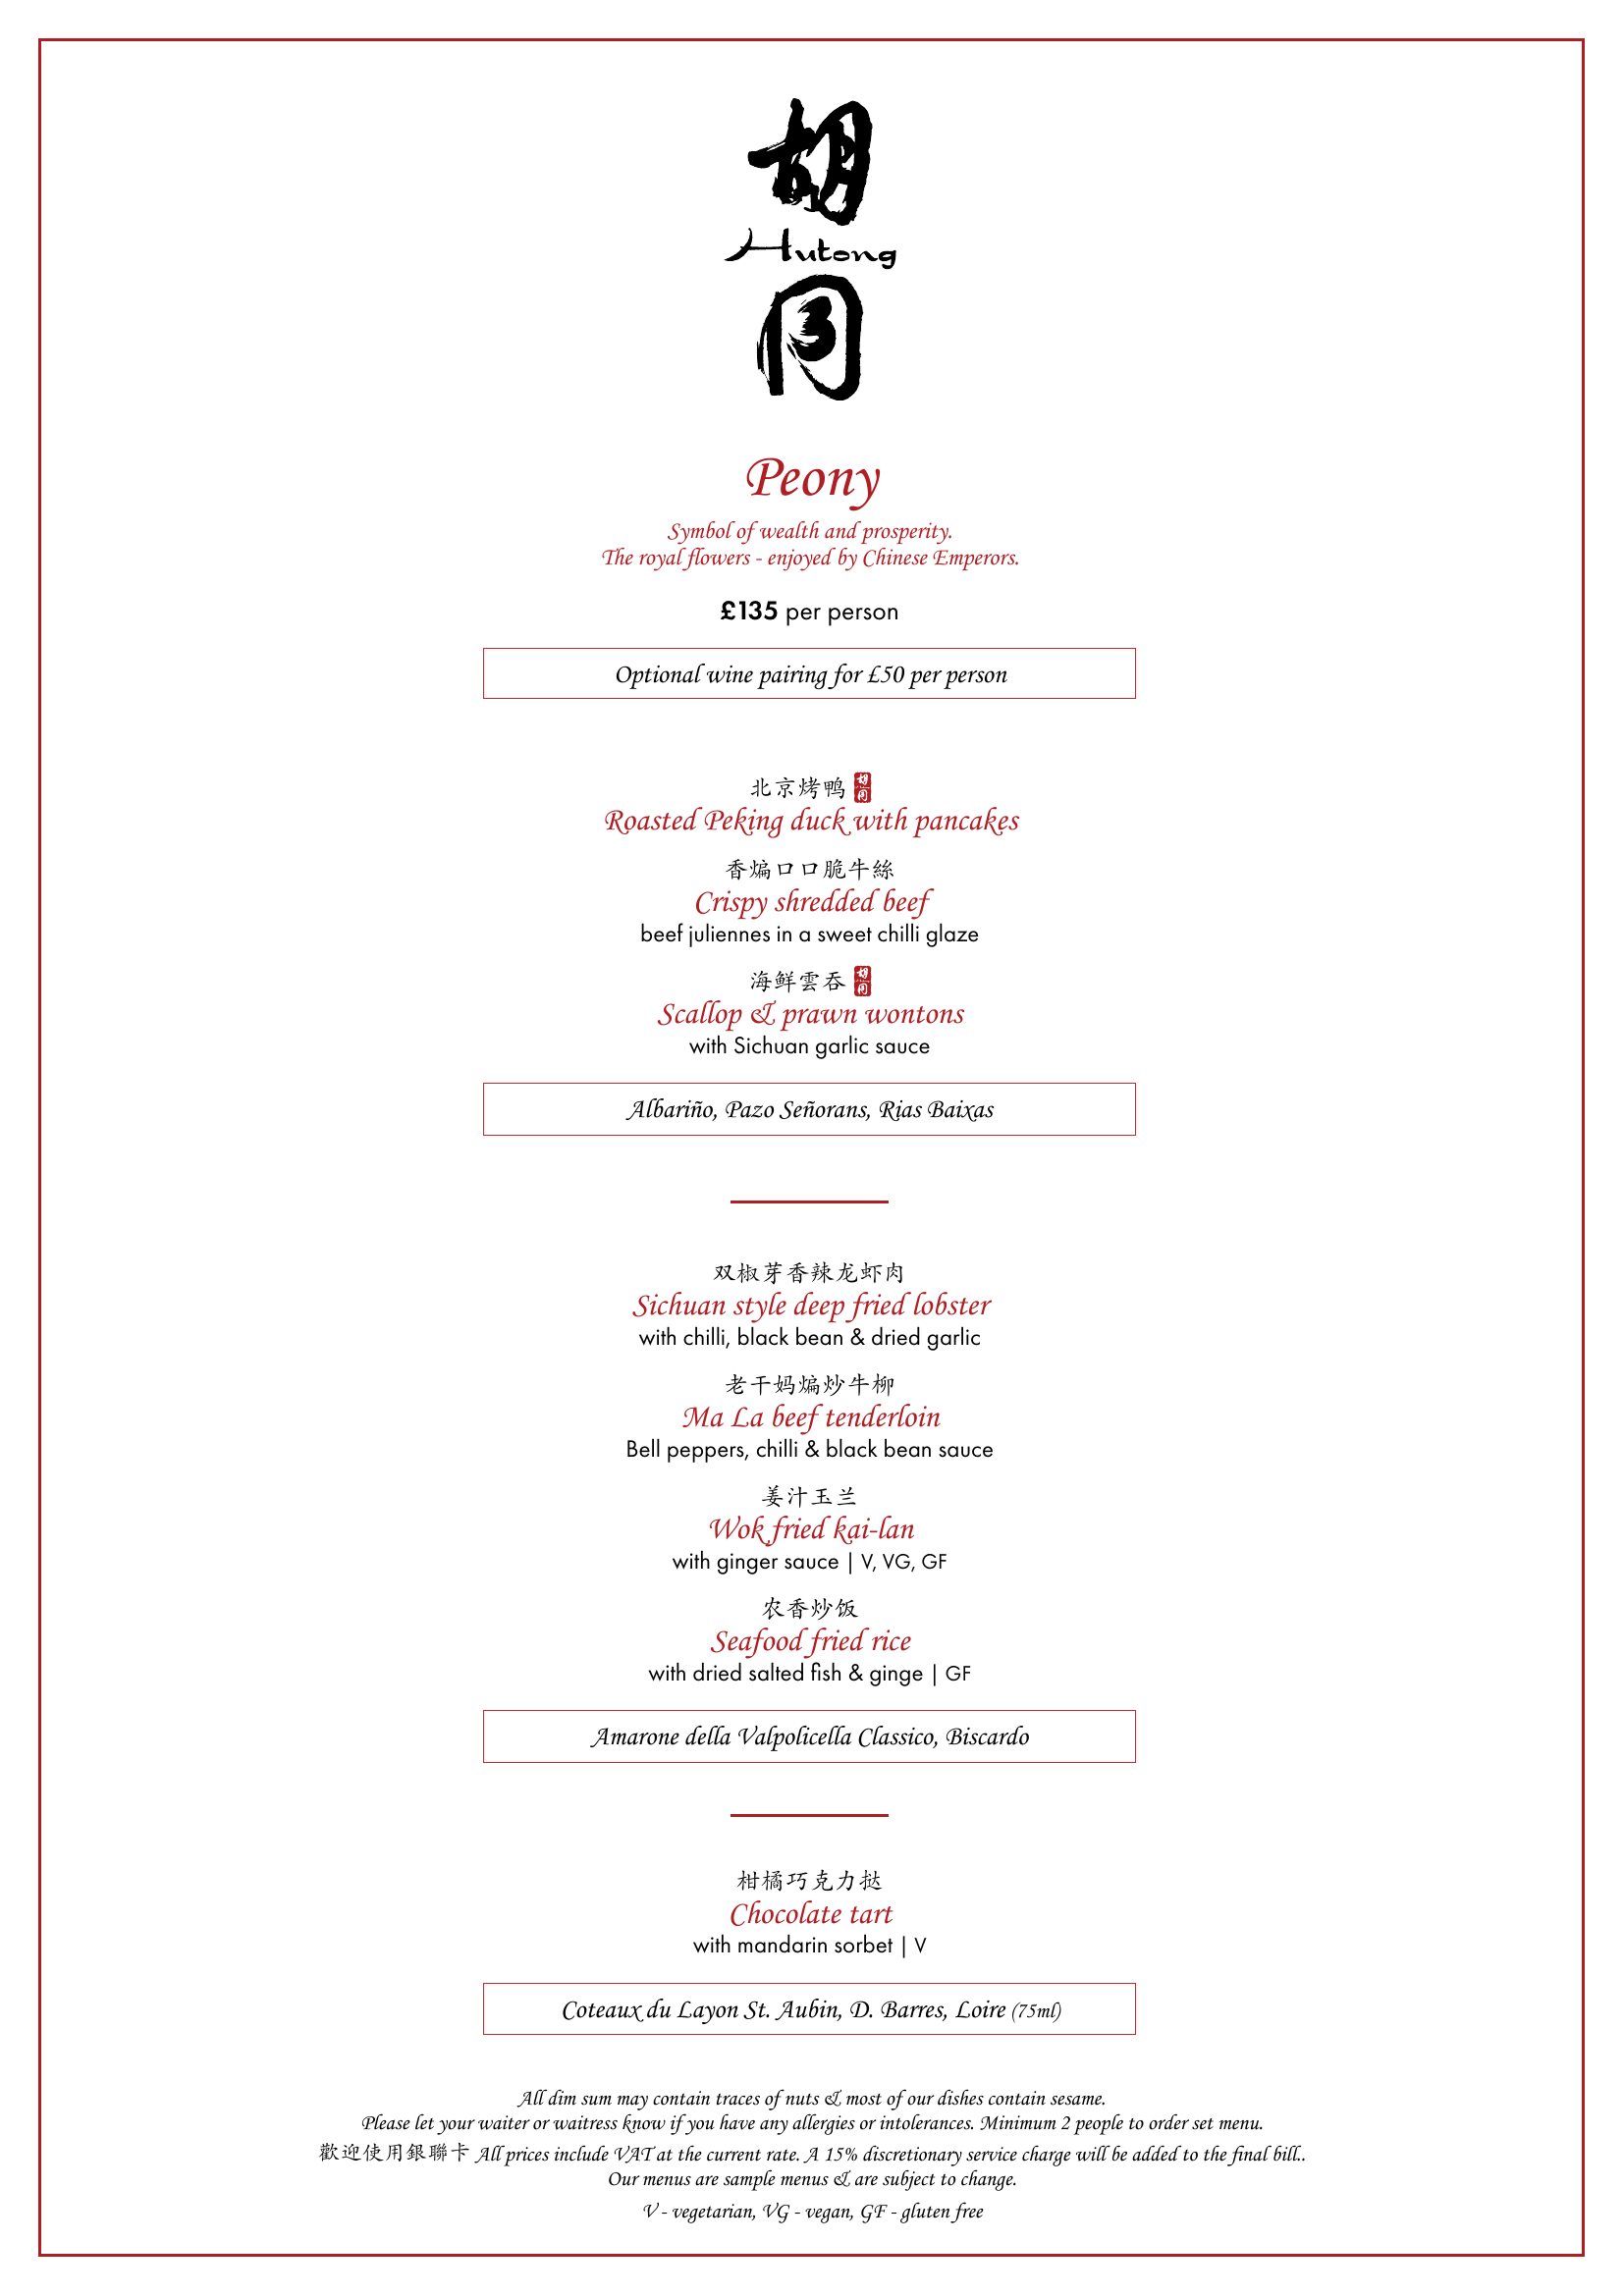 胡
Hutong
同
Peony
Symbol of wealth and prosperity.
The royal flowers - enjoyed by Chinese Emperors.
£135 per person
Optional wine pairing for £50 per person
北京烤鸭 胡同
Roasted Peking duck with pancakes
香煸口口脆牛絲
Crispy shredded beef
beef juliennes in a sweet chilli glaze
海鲜雲吞 胡同
Scallop & prawn wontons
with Sichuan garlic sauce
Albariño, Pazo Señorans, Rias Baixas
双椒芽香辣龙虾肉
Sichuan style deep fried lobster
with chilli, black bean & dried garlic
老干妈煸炒牛柳
Ma La beef tenderloin
Bell peppers, chilli & black bean sauce
姜汁玉兰
Wok fried kai-lan
with ginger sauce | V, VG, GF
农香炒饭
Seafood fried rice
with dried salted fish & ginge | GF
Amarone della Valpolicella Classico, Biscardo
柑橘巧克力挞
Chocolate tart
with mandarin sorbet | V
Coteaux du Layon St. Aubin, D. Barres, Loire (75ml)
All dim sum may contain traces of nuts & most of our dishes contain sesame.
Please let your waiter or waitress know if you have any allergies or intolerances. Minimum 2 people to order set menu.
歡迎使用銀聯卡 All prices include VAT at the current rate. A 15% discretionary service charge will be added to the final bill..
Our menus are sample menus & are subject to change.
V - vegetarian, VG - vegan, GF - gluten free